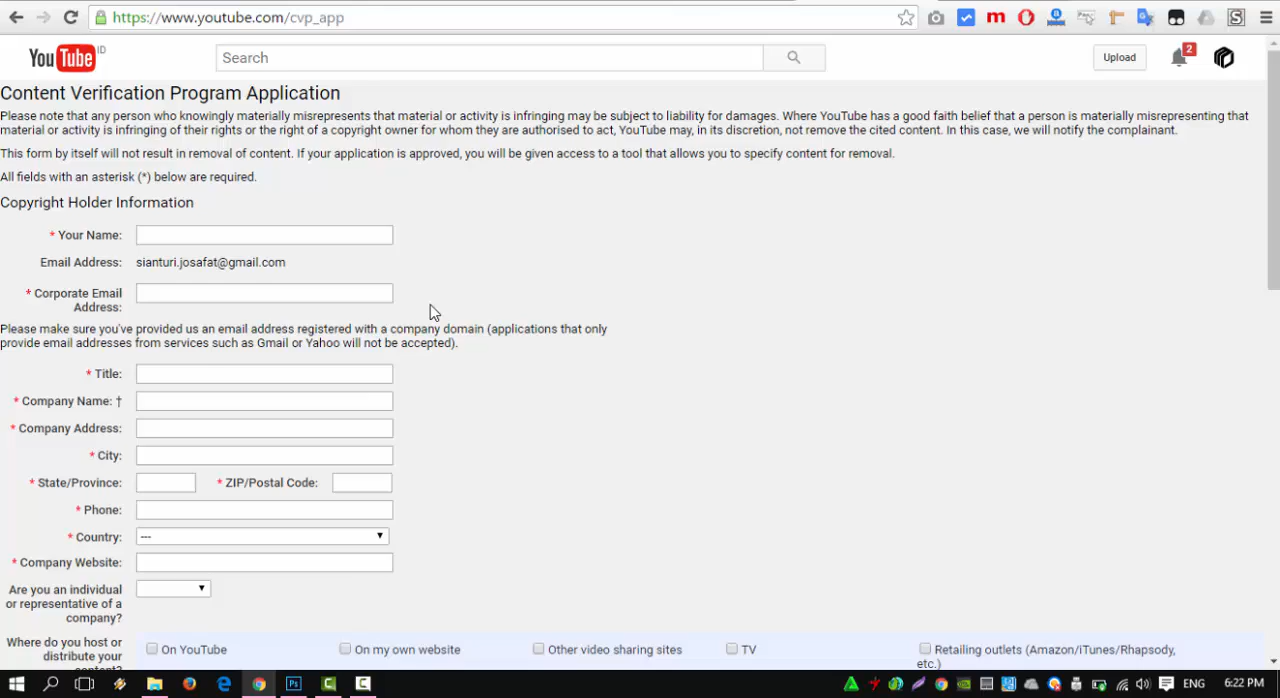 https://www.youtube.com/cvp_app
YouTube ID
Search
Upload
2
Content Verification Program Application
Please note that any person who knowingly materially misrepresents that material or activity is infringing may be subject to liability for damages. Where YouTube has a good faith belief that a person is materially misrepresenting that
material or activity is infringing of their rights or the right of a copyright owner for whom they are authorised to act, YouTube may, in its discretion, not remove the cited content. In this case, we will notify the complainant.
This form by itself will not result in removal of content. If your application is approved, you will be given access to a tool that allows you to specify content for removal.
All fields with an asterisk (*) below are required.
Copyright Holder Information
* Your Name:
Email Address: sianturi.josafat@gmail.com
* Corporate Email
Address:
Please make sure you've provided us an email address registered with a company domain (applications that only
provide email addresses from services such as Gmail or Yahoo will not be accepted).
* Title:
* Company Name: †
* Company Address:
* City:
* State/Province: * ZIP/Postal Code:
* Phone:
* Country: ---
* Company Website:
Are you an individual
or representative of a
company?
Where do you host or
distribute your
content?
On YouTube
On my own website
Other video sharing sites
TV
Retailing outlets (Amazon/iTunes/Rhapsody,
etc.)
ENG
6:22 PM